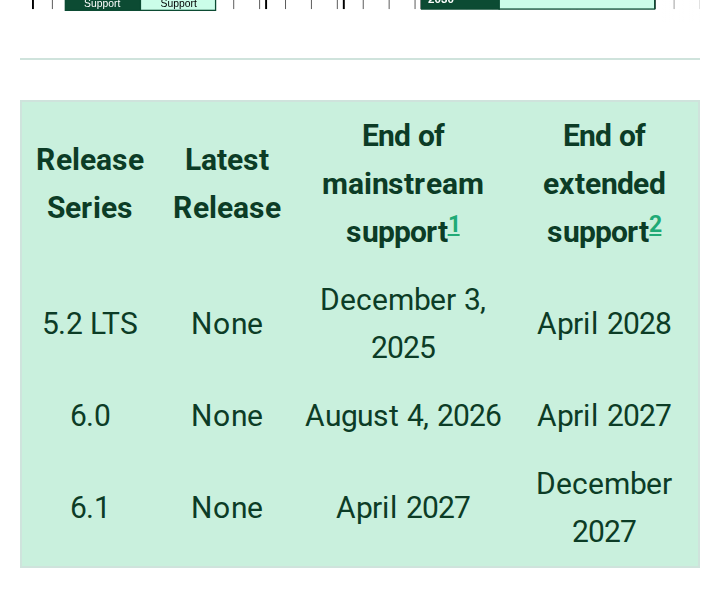 Support Support
2030
Release Series Latest Release End of mainstream support1 End of extended support2
5.2 LTS None December 3, 2025 April 2028
6.0 None August 4, 2026 April 2027
6.1 None April 2027 December 2027